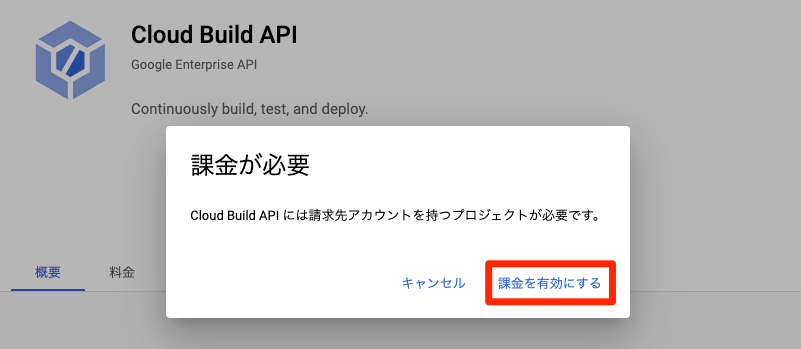 Cloud Build API
Google Enterprise API
Continuously build, test, and deploy.
課金が必要
Cloud Build API には請求先アカウントを持つプロジェクトが必要です。
キャンセル
課金を有効にする
概要
料金